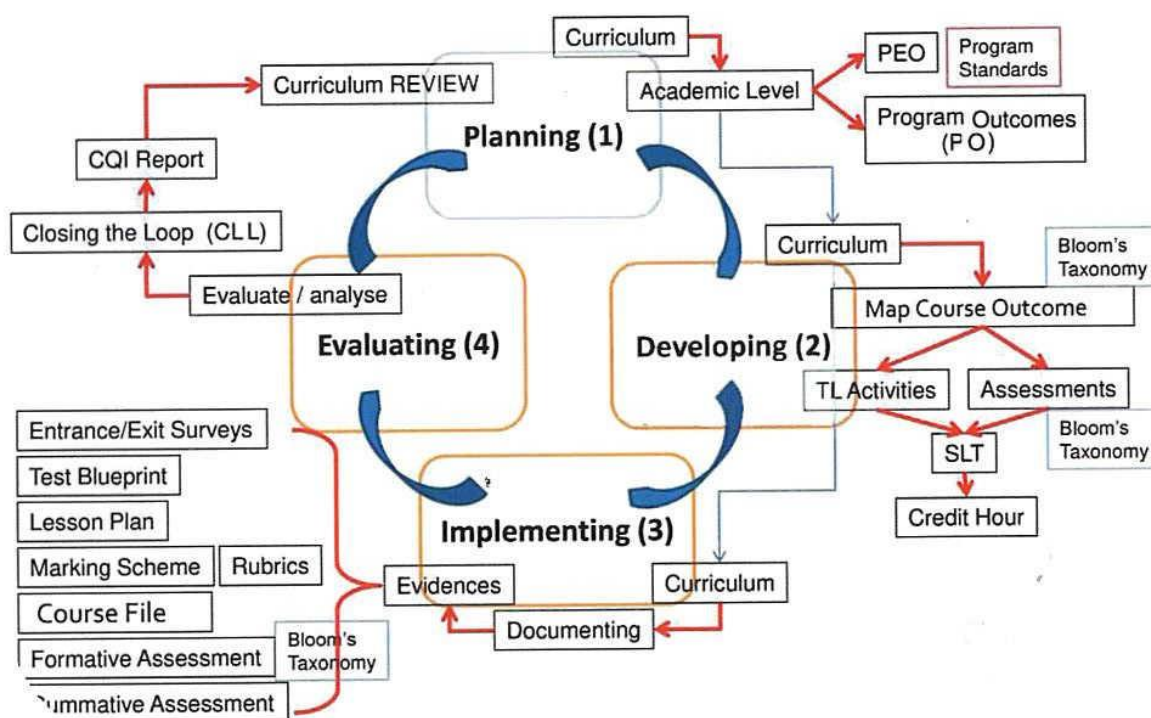 Curriculum
PEO
Program
Standards
Curriculum REVIEW
Academic Level
Program Outcomes
(P O)
Planning (1)
CQI Report
Closing the Loop (CLL)
Evaluate / analyse
Curriculum
Bloom's
Taxonomy
Map Course Outcome
Evaluating (4)
Developing (2)
TL Activities
Assessments
SLT
Bloom's
Taxonomy
Credit Hour
Entrance/Exit Surveys
Test Blueprint
Lesson Plan
Marking Scheme
Rubrics
Course File
Formative Assessment
Bloom's
Taxonomy
Assessment
Implementing (3)
Evidences
Curriculum
Documenting